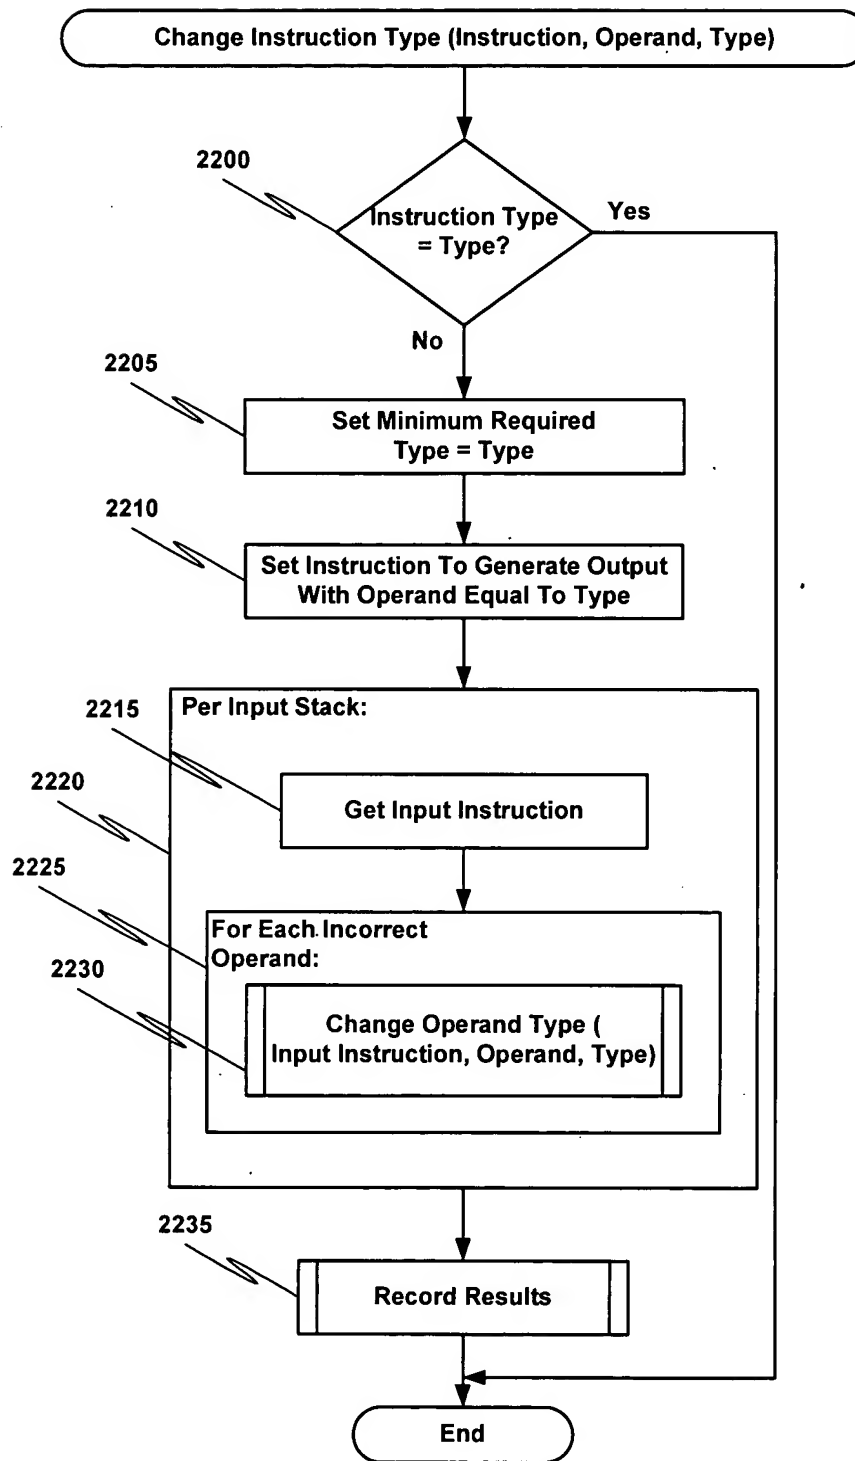 Change Instruction Type (Instruction, Operand, Type)
2200
Instruction Type
= Type?
Yes
No
2205
Set Minimum Required
Type = Type
2210
Set Instruction To Generate Output
With Operand Equal To Type
2215
Per Input Stack:
2220
Get Input Instruction
2225
For Each Incorrect
Operand:
2230
Change Operand Type (
Input Instruction, Operand, Type)
2235
Record Results
End